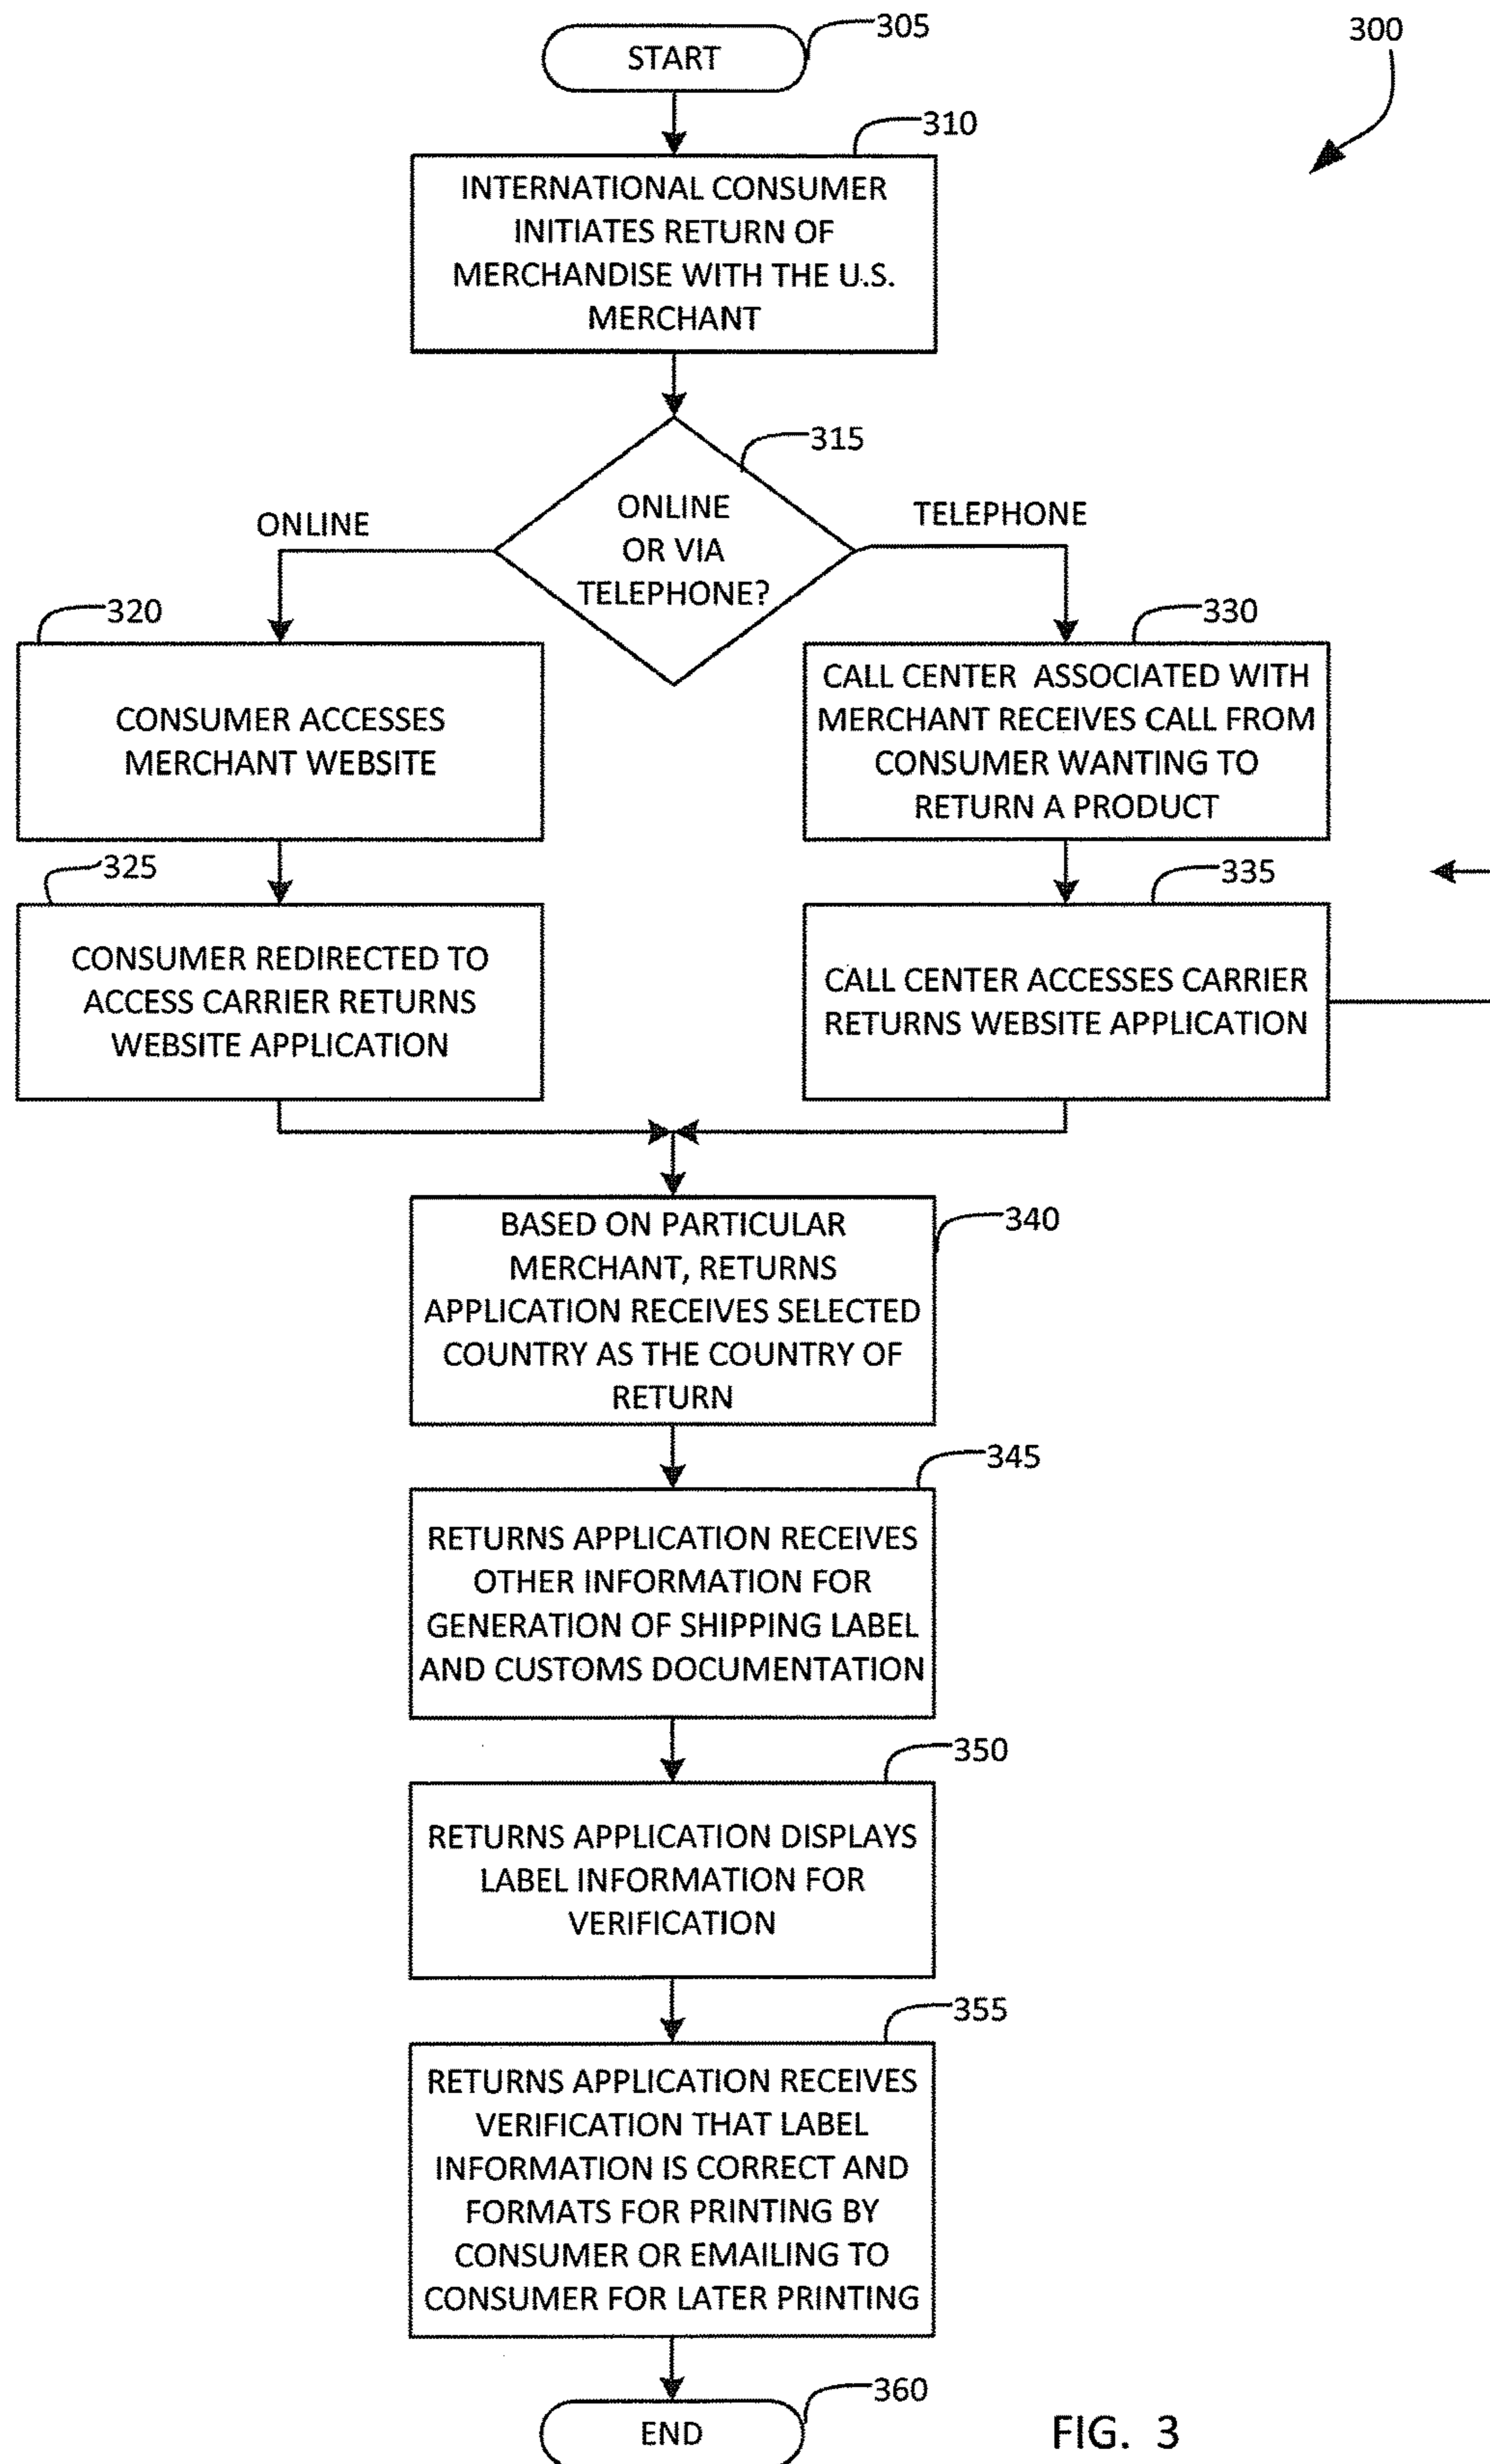 START
305
300
310
INTERNATIONAL CONSUMER
INITIATES RETURN OF
MERCHANDISE WITH THE U.S.
MERCHANT
315
ONLINE
OR VIA
TELEPHONE?
ONLINE
TELEPHONE
320
CONSUMER ACCESSES
MERCHANT WEBSITE
330
CALL CENTER ASSOCIATED WITH
MERCHANT RECEIVES CALL FROM
CONSUMER WANTING TO
RETURN A PRODUCT
325
CONSUMER REDIRECTED TO
ACCESS CARRIER RETURNS
WEBSITE APPLICATION
335
CALL CENTER ACCESSES CARRIER
RETURNS WEBSITE APPLICATION
340
BASED ON PARTICULAR
MERCHANT, RETURNS
APPLICATION RECEIVES SELECTED
COUNTRY AS THE COUNTRY OF
RETURN
345
RETURNS APPLICATION RECEIVES
OTHER INFORMATION FOR
GENERATION OF SHIPPING LABEL
AND CUSTOMS DOCUMENTATION
350
RETURNS APPLICATION DISPLAYS
LABEL INFORMATION FOR
VERIFICATION
355
RETURNS APPLICATION RECEIVES
VERIFICATION THAT LABEL
INFORMATION IS CORRECT AND
FORMATS FOR PRINTING BY
CONSUMER OR EMAILING TO
CONSUMER FOR LATER PRINTING
360
END
FIG. 3